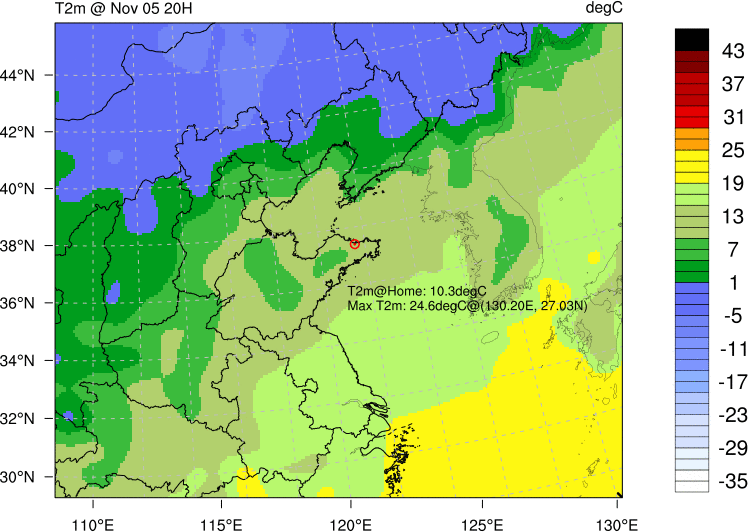 T2m @ Nov 05 20H
degC
44°N
42°N
40°N
38°N
36°N
34°N
32°N
30°N
T2m@Home: 10.3degC
Max T2m: 24.6degC@(130.20E, 27.03N)
110°E
115°E
120°E
125°E
130°E
43
37
31
25
19
13
7
1
-5
-11
-17
-23
-29
-35